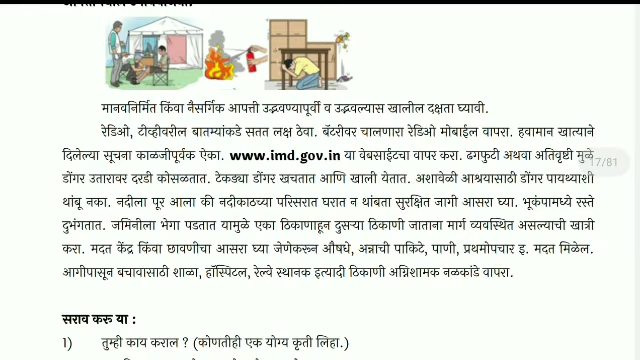 मानवनिर्मित किंवा नैसर्गिक आपत्ती उद्भवण्यापूर्वी व उद्भवल्यास खालील दक्षता घ्यावी.
रेडिओ, टीव्हीवरील बातम्यांकडे सतत लक्ष ठेवा. बॅटरीवर चालणारा रेडिओ मोबाईल वापरा. हवामान खात्याने
दिलेल्या सूचना काळजीपूर्वक ऐका. www.imd.gov.in या वेबसाईटचा वापर करा. ढगफुटी अथवा अतिवृष्टी मुळे
17/81
डोंगर उतारावर दरडी कोसळतात. टेकड्या डोंगर खचतात आणि खाली येतात. अशावेळी आश्रयासाठी डोंगर पायथ्याशी
थांबू नका. नदीला पूर आला की नदीकाठच्या परिसरात घरात न थांबता सुरक्षित जागी आसरा घ्या. भूकंपामध्ये रस्ते
दुभंगतात. जमिनीला भेगा पडतात यामुळे एका ठिकाणाहून दुसऱ्या ठिकाणी जाताना मार्ग व्यवस्थित असल्याची खात्री
करा. मदत केंद्र किंवा छावणीचा आसरा घ्या जेणेकरून औषधे, अन्नाची पाकिटे, पाणी, प्रथमोपचार इ. मदत मिळेल.
आगीपासून बचावासाठी शाळा, हॉस्पिटल, रेल्वे स्थानक इत्यादी ठिकाणी अग्निशामक नळकांडे वापरा.
सराव करू या :
1) तुम्ही काय कराल ? (कोणतीही एक योग्य कृती लिहा.)